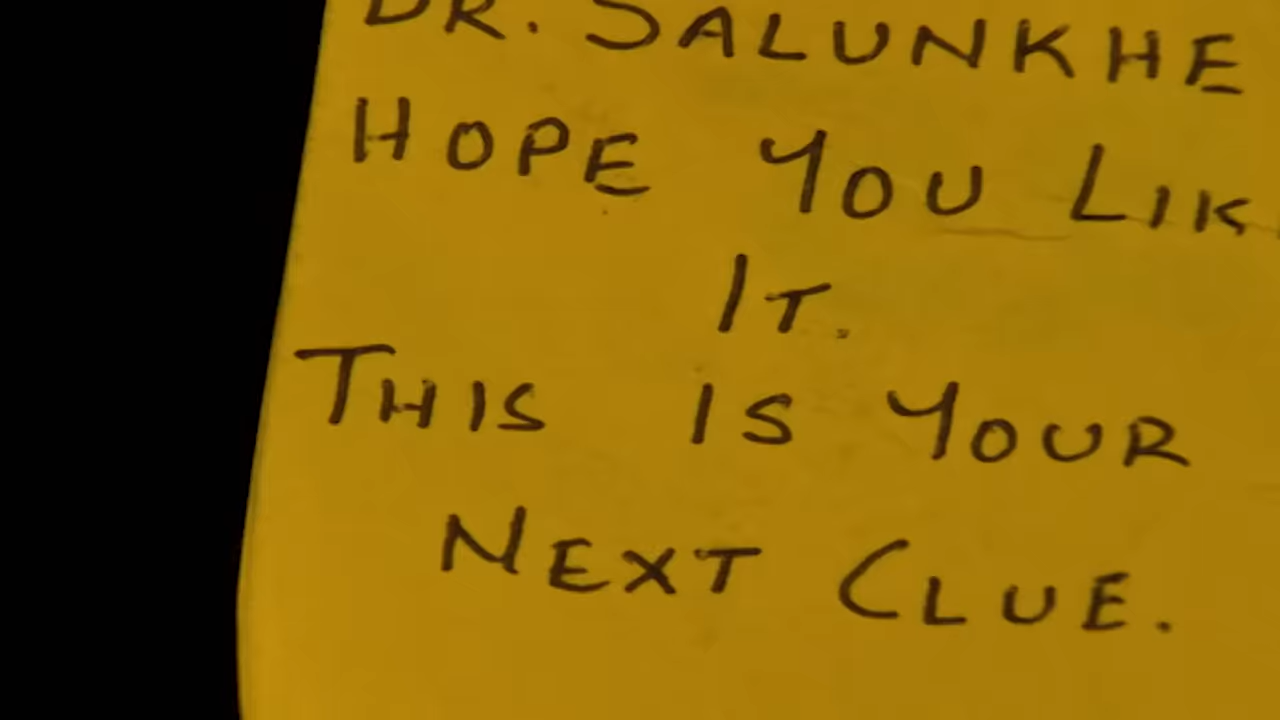 DR. SALUNKHE
HOPE YOU LIK
IT.
THIS IS YOUR
NEXT CLUE.